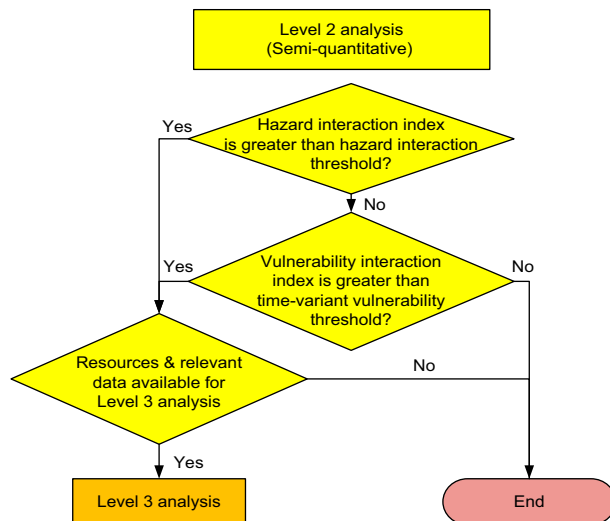 Level 2 analysis
(Semi-quantitative)
Yes
Hazard interaction index
is greater than hazard interaction
threshold?
No
Yes
Vulnerability interaction
index is greater than
time-variant vulnerability
threshold?
No
Resources & relevant
data available for
Level 3 analysis
No
Yes
Level 3 analysis
End